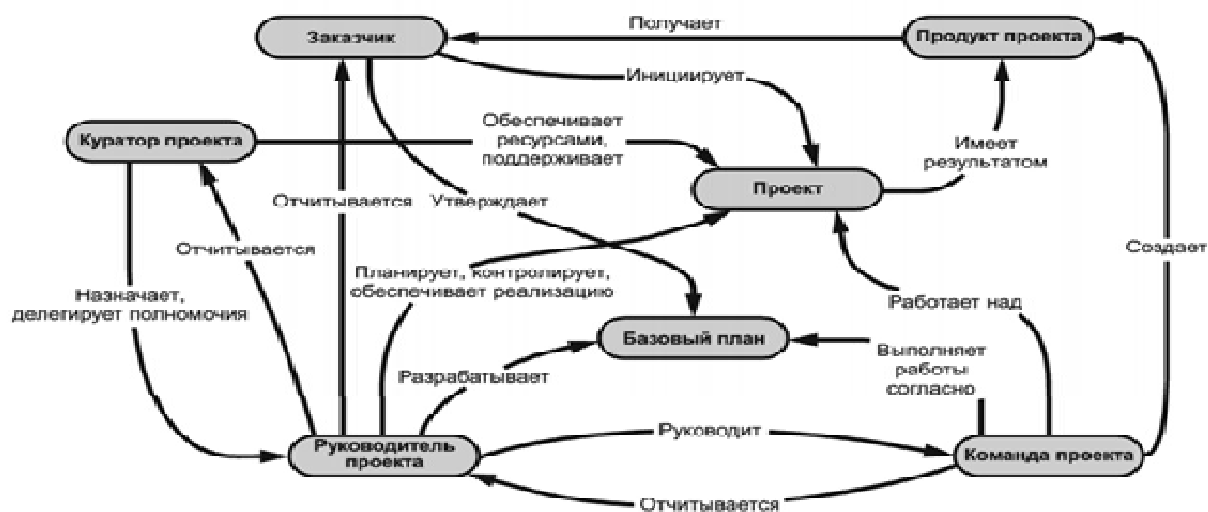 Получает
Заказчик
Продукт проекта
Инициирует
Куратор проекта
Обеспечивает
ресурсами,
поддерживает
Имеет
результатом
Проект
Отчитывается
Утверждает
Отчитывается
Создает
Планирует, контролирует,
обеспечивает реализацию
Назначает,
делегирует полномочия
Работает над
Базовый план
Выполняет
работы
согласно
Разрабатывает
Руководитель
проекта
Руководит
Команда проекта
Отчитывается